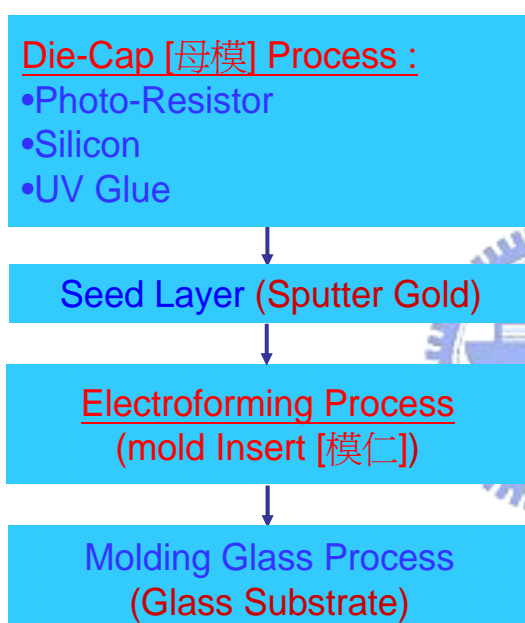 Die-Cap [母模] Process :
•Photo-Resistor
•Silicon
•UV Glue
Seed Layer (Sputter Gold)
Electroforming Process
(mold Insert [模仁])
Molding Glass Process
(Glass Substrate)